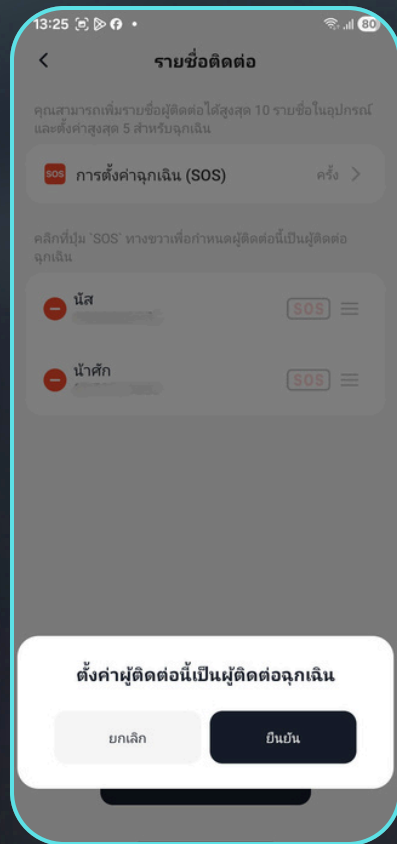 13:25
80
รายชื่อติดต่อ
คุณสามารถเพิ่มรายชื่อผู้ติดต่อได้สูงสุด 10 รายชื่อในอุปกรณ์
และตั้งค่าสูงสุด 5 สำหรับฉุกเฉิน
SOS การตั้งค่าฉุกเฉิน (SOS) ครั้ง
คลิกที่ปุ่ม `SOS` ทางขวาเพื่อกำหนดผู้ติดต่อนี้เป็นผู้ติดต่อ
ฉุกเฉิน
นัส
SOS
น้าศัก
SOS
ตั้งค่าผู้ติดต่อนี้เป็นผู้ติดต่อฉุกเฉิน
ยกเลิก ยืนยัน